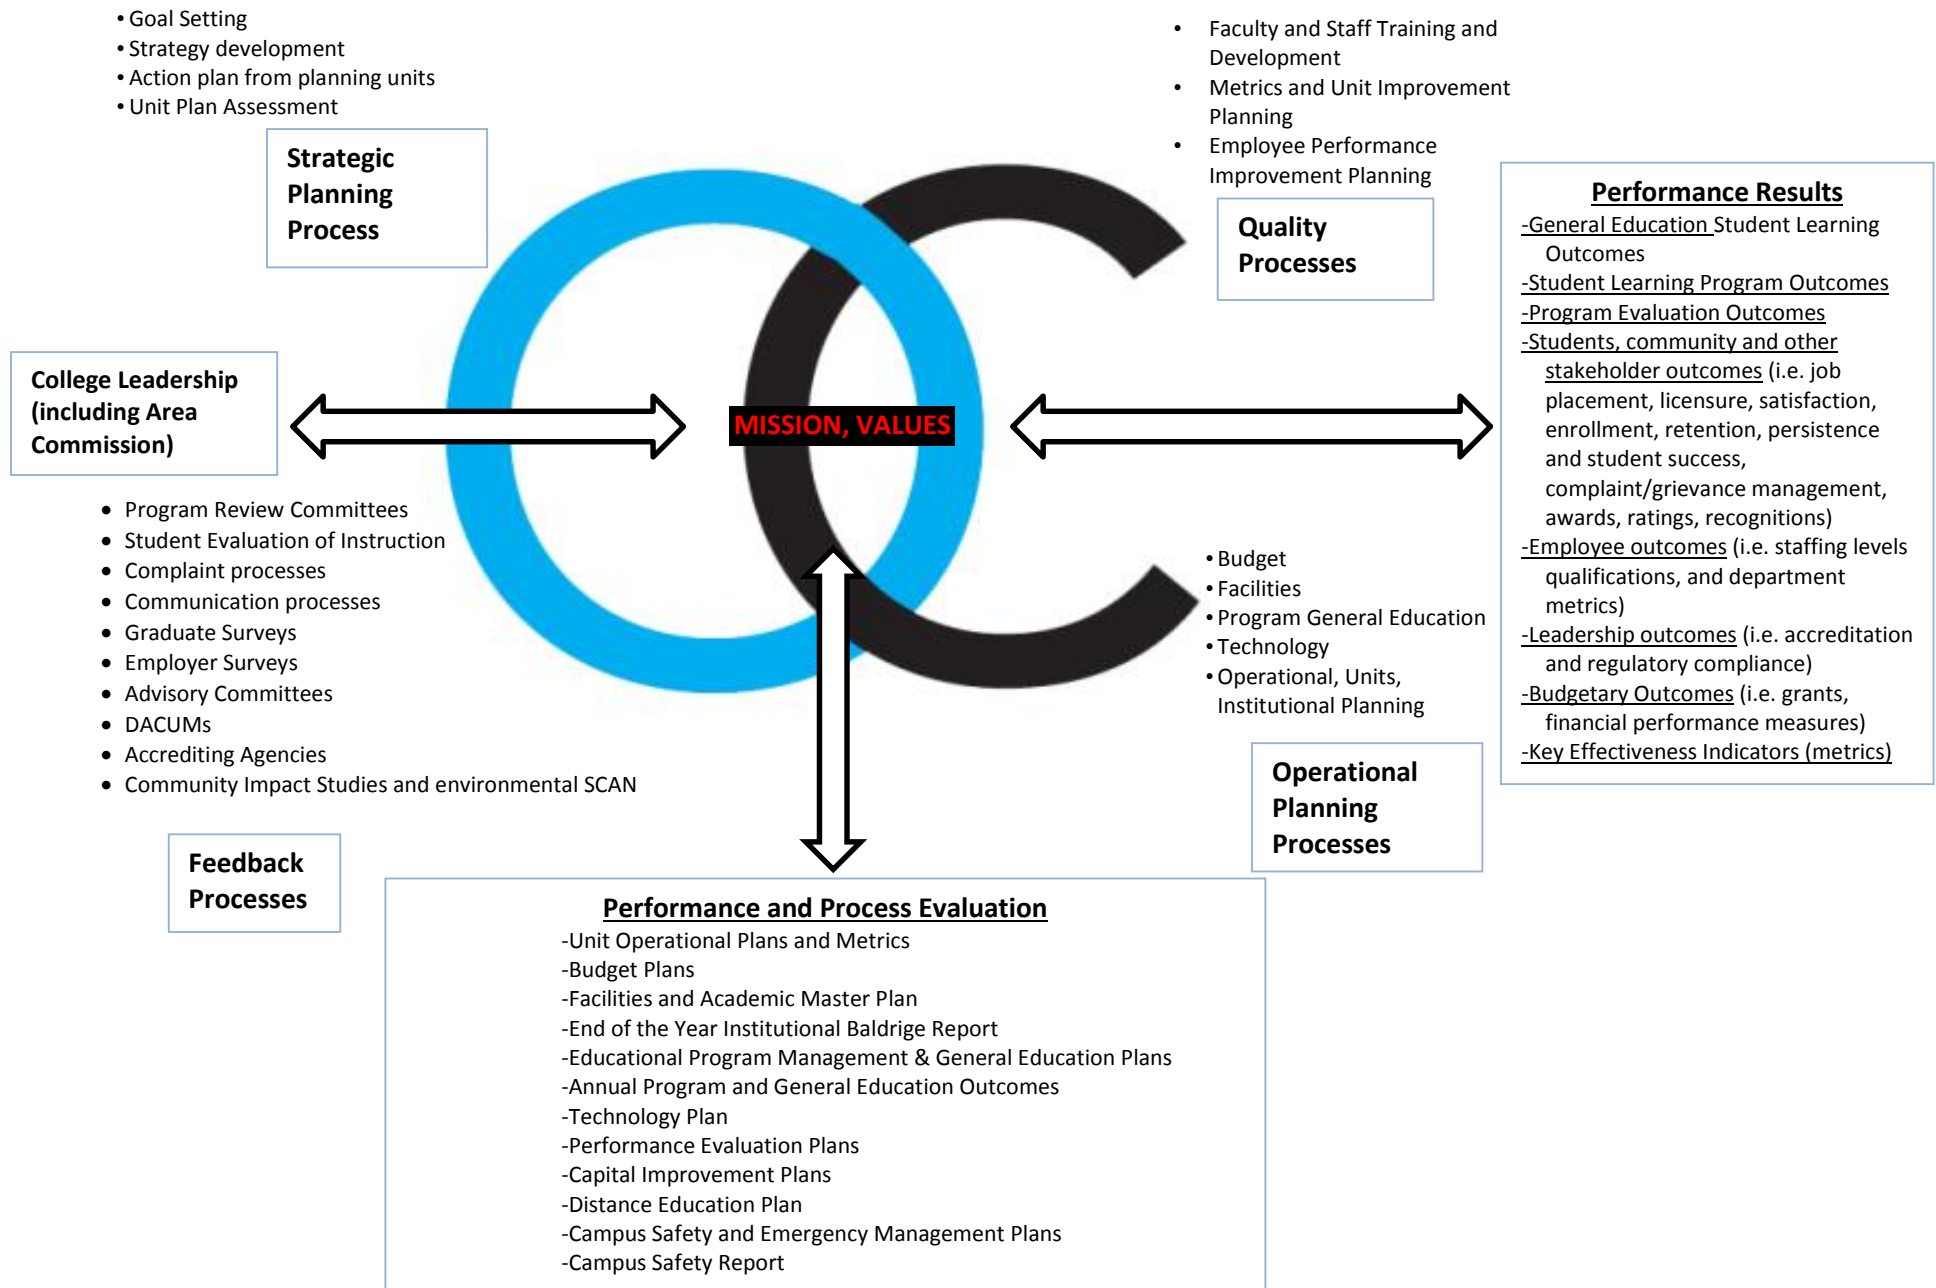 • Goal Setting
• Strategy development
• Action plan from planning units
• Unit Plan Assessment
Strategic
Planning
Process
• Faculty and Staff Training and
Development
• Metrics and Unit Improvement
Planning
• Employee Performance
Improvement Planning
Quality
Processes
Performance Results
-General Education Student Learning
Outcomes
-Student Learning Program Outcomes
-Program Evaluation Outcomes
-Students, community and other
stakeholder outcomes (i.e. job
placement, licensure, satisfaction,
enrollment, retention, persistence
and student success,
complaint/grievance management,
awards, ratings, recognitions)
-Employee outcomes (i.e. staffing levels
qualifications, and department
metrics)
-Leadership outcomes (i.e. accreditation
and regulatory compliance)
-Budgetary Outcomes (i.e. grants,
financial performance measures)
-Key Effectiveness Indicators (metrics)
College Leadership
(including Area
Commission)
MISSION, VALUES
• Program Review Committees
• Student Evaluation of Instruction
• Complaint processes
• Communication processes
• Graduate Surveys
• Employer Surveys
• Advisory Committees
• DACUMs
• Accrediting Agencies
• Community Impact Studies and environmental SCAN
Feedback
Processes
• Budget
• Facilities
• Program General Education
• Technology
• Operational, Units,
Institutional Planning
Operational
Planning
Processes
Performance and Process Evaluation
-Unit Operational Plans and Metrics
-Budget Plans
-Facilities and Academic Master Plan
-End of the Year Institutional Baldrige Report
-Educational Program Management & General Education Plans
-Annual Program and General Education Outcomes
-Technology Plan
-Performance Evaluation Plans
-Capital Improvement Plans
-Distance Education Plan
-Campus Safety and Emergency Management Plans
-Campus Safety Report